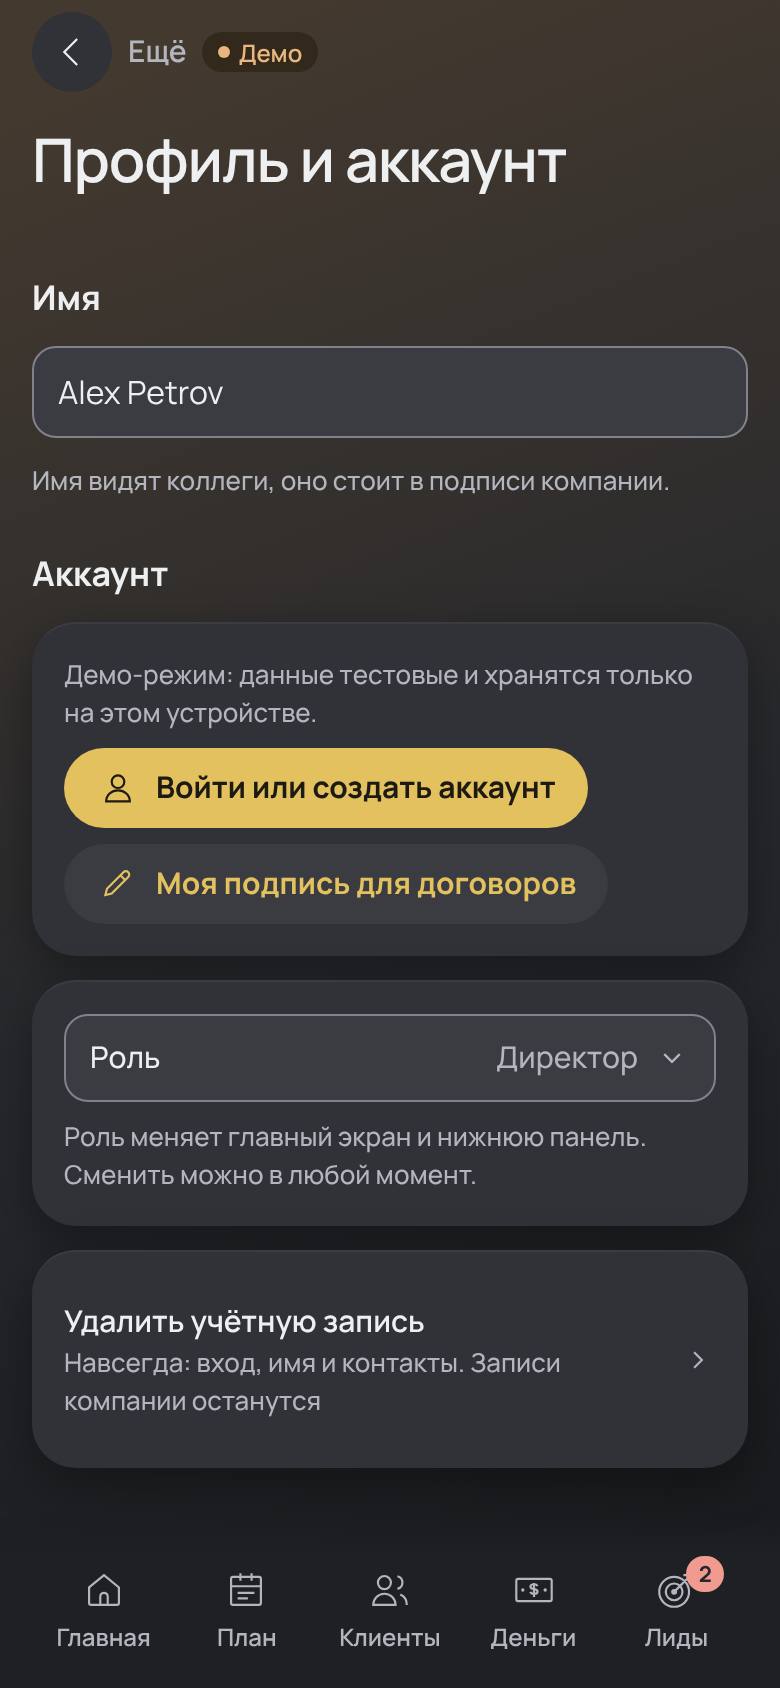 Ещё
Демо
Профиль и аккаунт
Имя
Alex Petrov
Имя видят коллеги, оно стоит в подписи компании.
Аккаунт
Демо-режим: данные тестовые и хранятся только
на этом устройстве.
Войти или создать аккаунт
Моя подпись для договоров
Роль
Директор
Роль меняет главный экран и нижнюю панель.
Сменить можно в любой момент.
Удалить учётную запись
Навсегда: вход, имя и контакты. Записи
компании останутся
2
Главная
План
Клиенты
Деньги
Лиды